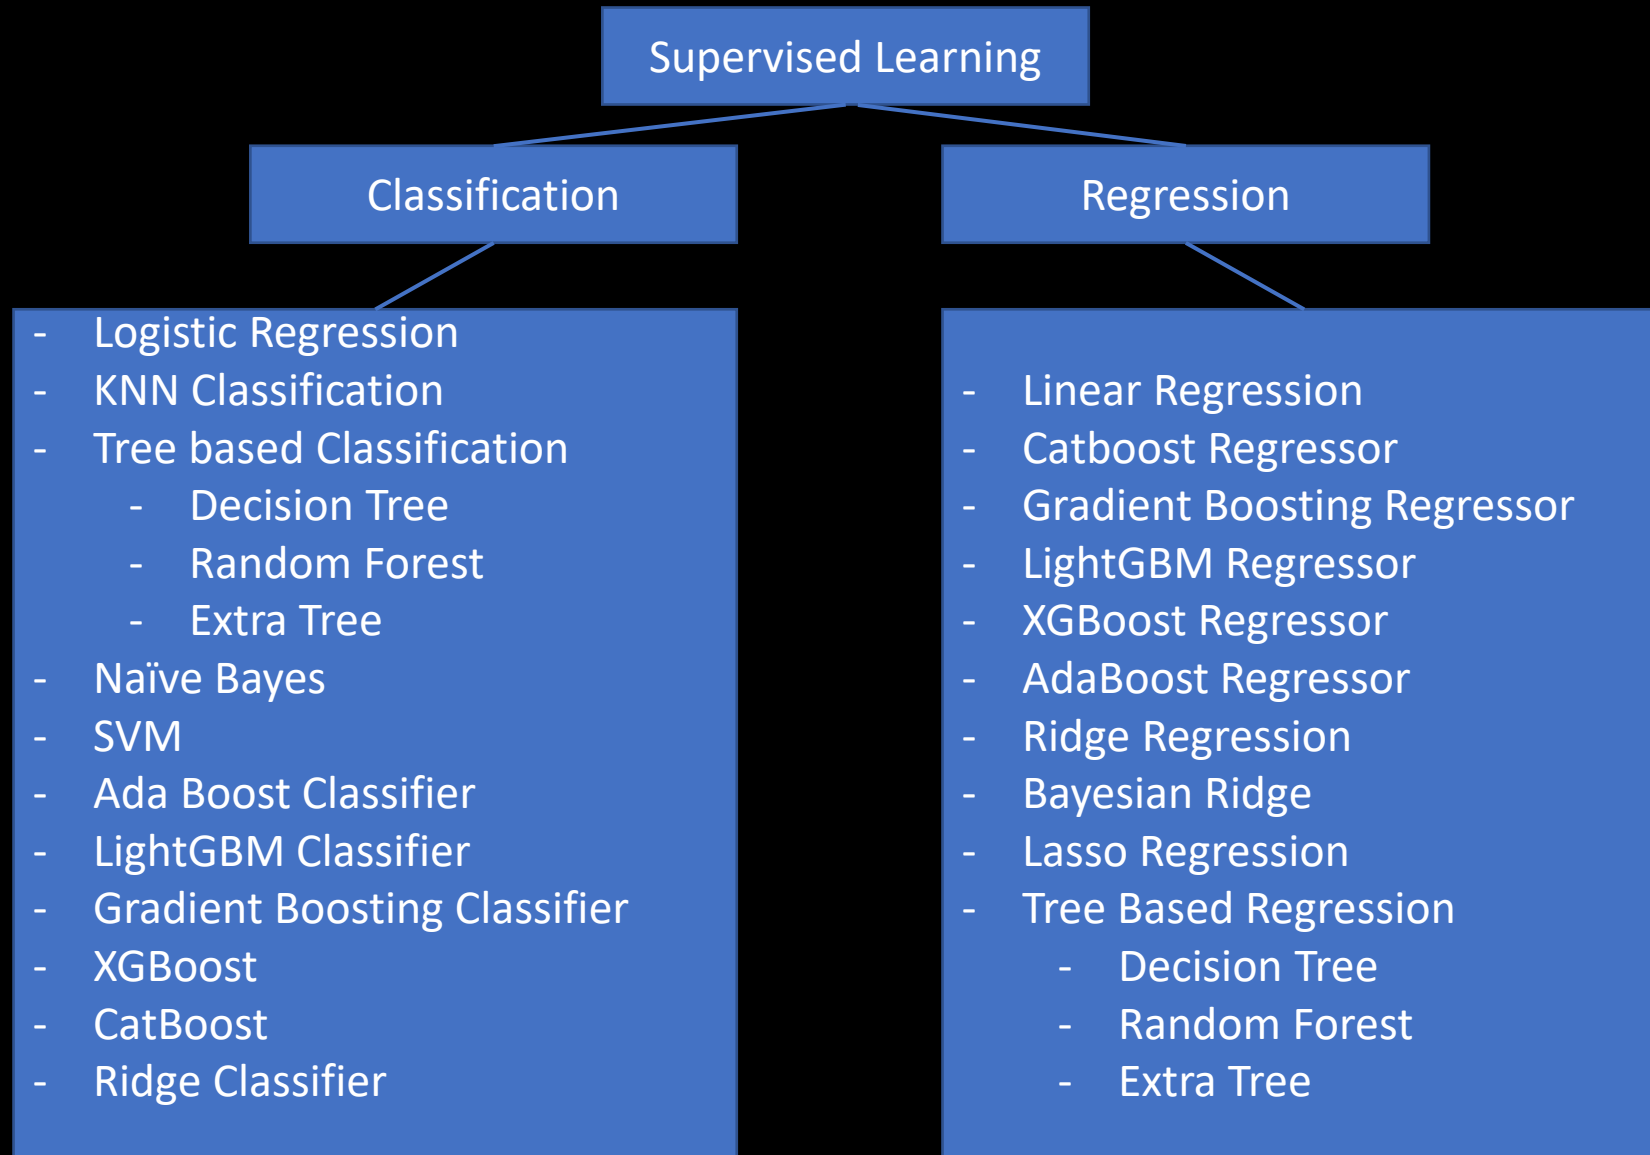 Supervised Learning
Classification
Regression
- Logistic Regression
- KNN Classification
- Tree based Classification
- Decision Tree
- Random Forest
- Extra Tree
- Naïve Bayes
- SVM
- Ada Boost Classifier
- LightGBM Classifier
- Gradient Boosting Classifier
- XGBoost
- CatBoost
- Ridge Classifier
- Linear Regression
- Catboost Regressor
- Gradient Boosting Regressor
- LightGBM Regressor
- XGBoost Regressor
- AdaBoost Regressor
- Ridge Regression
- Bayesian Ridge
- Lasso Regression
- Tree Based Regression
- Decision Tree
- Random Forest
- Extra Tree